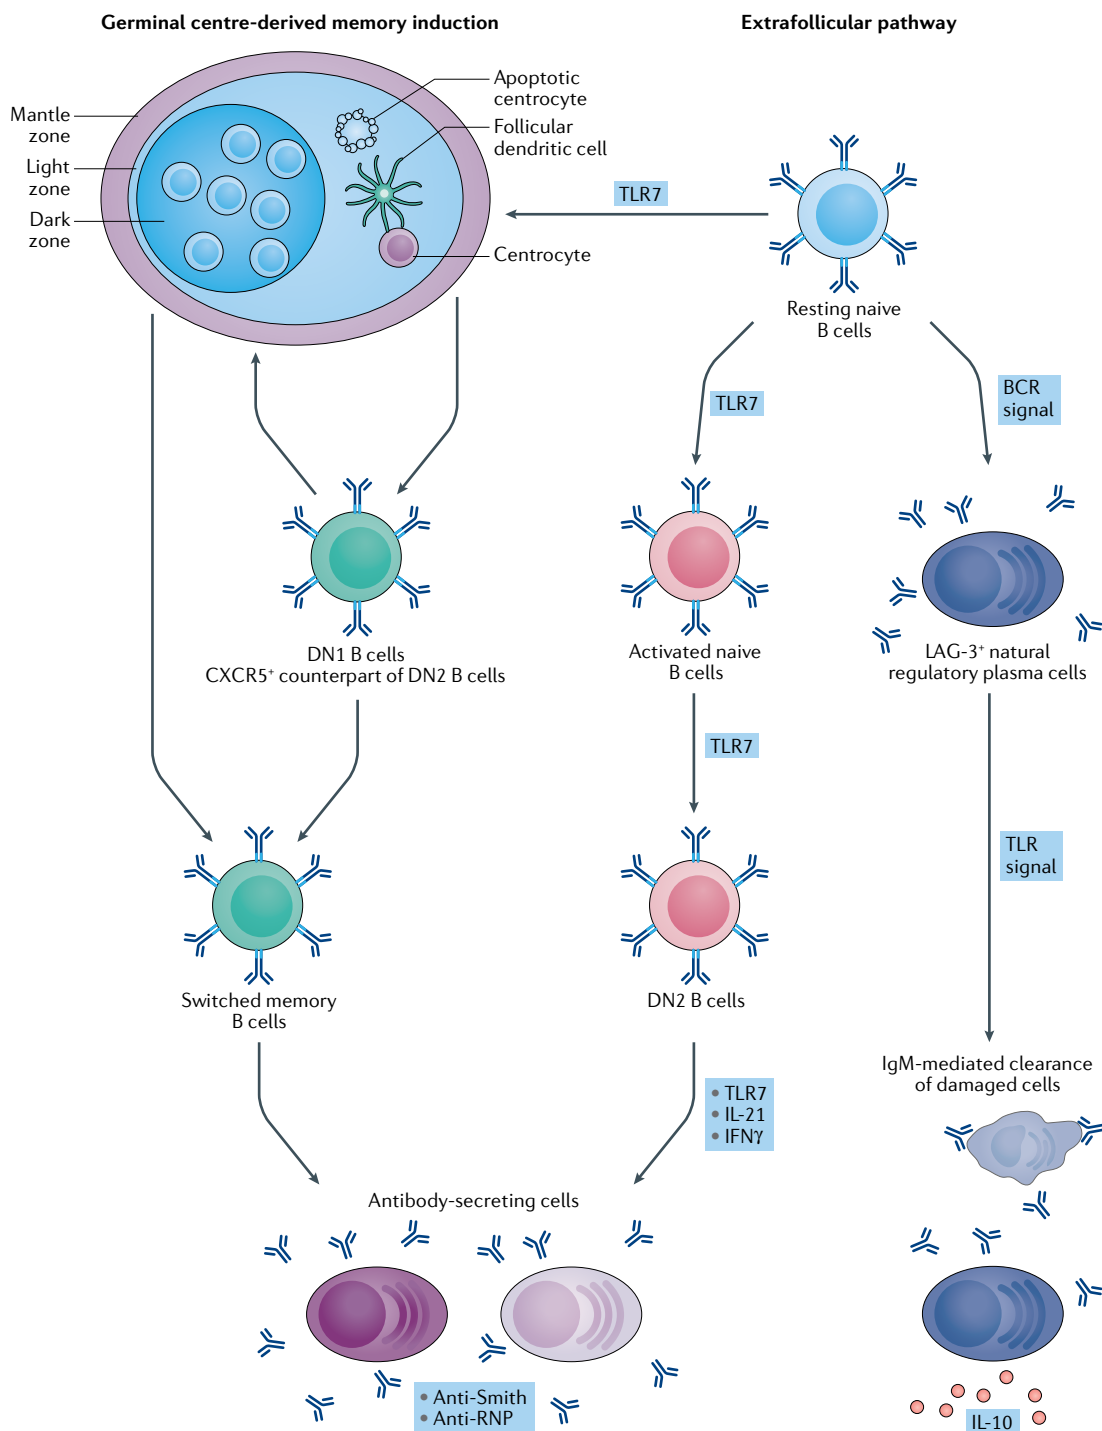 Germinal centre-derived memory induction
Extrafollicular pathway
Mantle
zone
Light
zone
Dark
zone
Apoptotic
centrocyte
Follicular
dendritic cell
Centrocyte
TLR7
Resting naive
B cells
TLR7
BCR
signal
DN1 B cells
CXCR5⁺ counterpart of DN2 B cells
Activated naive
B cells
LAG-3⁺ natural
regulatory plasma cells
TLR7
TLR
signal
Switched memory
B cells
DN2 B cells
IgM-mediated clearance
of damaged cells
• TLR7
• IL-21
• IFNγ
Antibody-secreting cells
• Anti-Smith
• Anti-RNP
IL-10